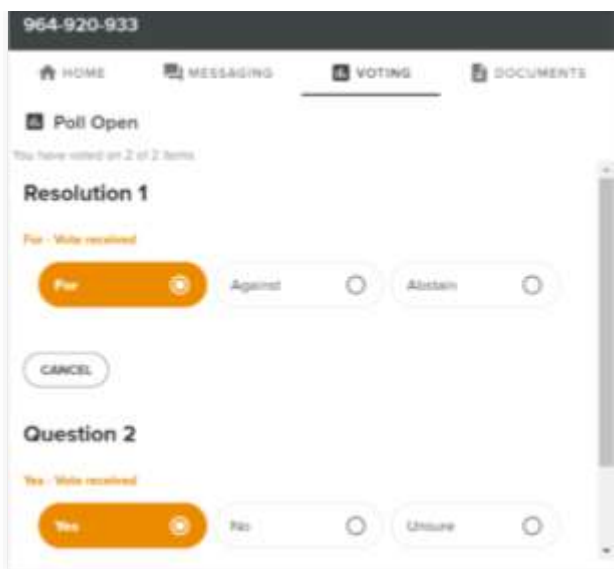 964-920-933
HOME MESSAGING VOTING DOCUMENTS
Poll Open
You have voted on 2 of 2 items
Resolution 1
For - Vote received
For Against Abstain
CANCEL
Question 2
Yes - Vote received
Yes No Unsure